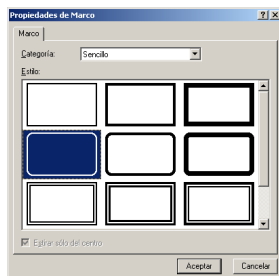 Propiedades de Marco
Marco
Categoría: Sencillo
Estilo:
Estirar sólo del centro
Aceptar Cancelar